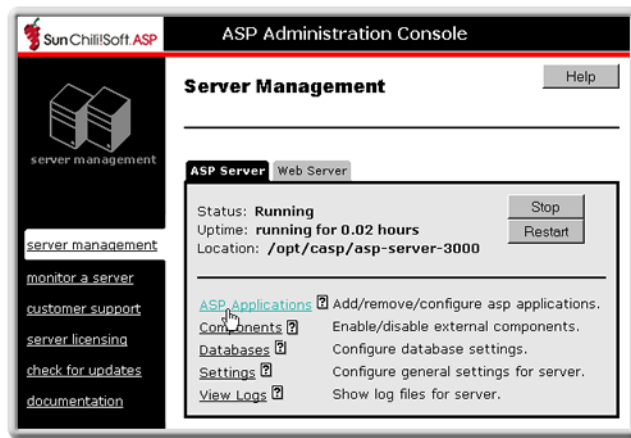 Sun Chili!Soft ASP
ASP Administration Console
Server Management
Help
server management
ASP Server
Web Server
Status: Running
Stop
Uptime: running for 0.02 hours
Restart
Location: /opt/casp/asp-server-3000
server management
monitor a server
customer support
server licensing
check for updates
documentation
ASP Applications ? Add/remove/configure asp applications.
Components ? Enable/disable external components.
Databases ? Configure database settings.
Settings ? Configure general settings for server.
View Logs ? Show log files for server.